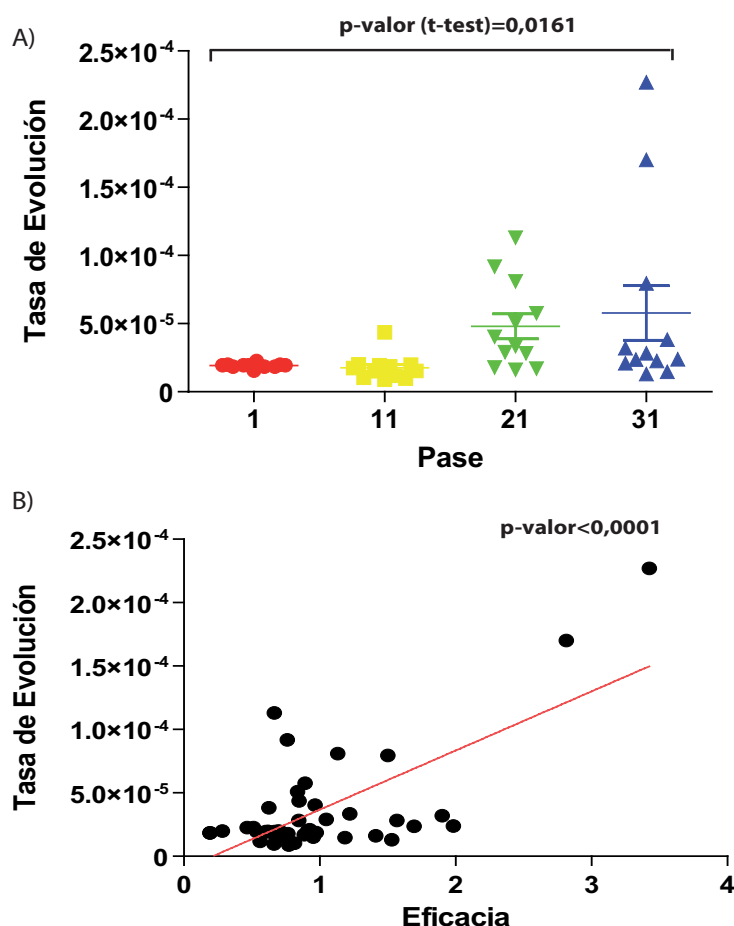 A)
p-valor (t-test)=0,0161
Tasa de Evolución
2.5×10⁻⁴
2.0×10⁻⁴
1.5×10⁻⁴
1.0×10⁻⁴
5.0×10⁻⁵
0
1 11 21 31
Pase
B)
p-valor<0,0001
Tasa de Evolución
2.5×10⁻⁴
2.0×10⁻⁴
1.5×10⁻⁴
1.0×10⁻⁴
5.0×10⁻⁵
0
0 1 2 3 4
Eficacia